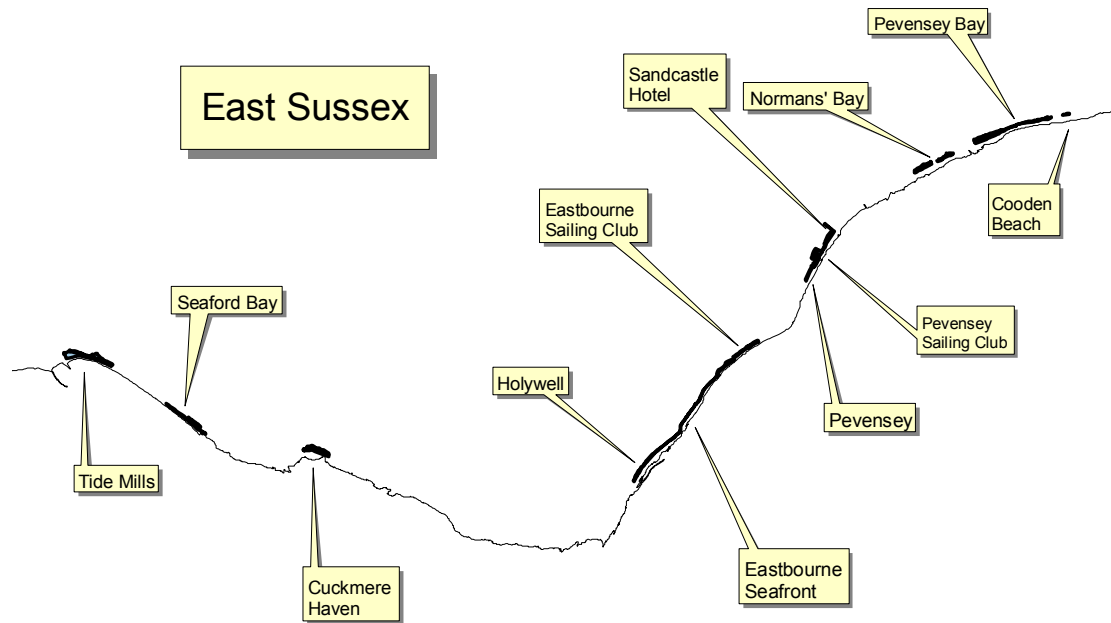 East Sussex
Pevensey Bay
Sandcastle
Hotel
Normans' Bay
Cooden
Beach
Eastbourne
Sailing Club
Seaford Bay
Pevensey
Sailing Club
Holywell
Pevensey
Tide Mills
Eastbourne
Seafront
Cuckmere
Haven